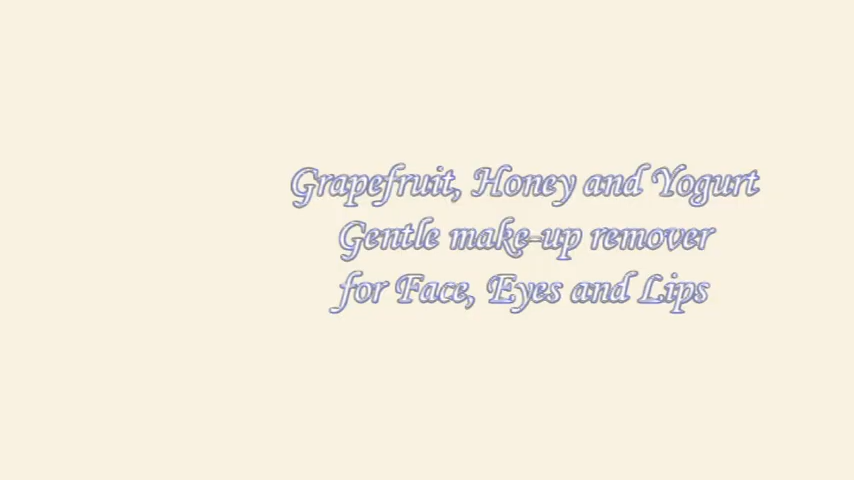 Grapefruit, Honey and Yogurt
Gentle make-up remover
for Face, Eyes and Lips